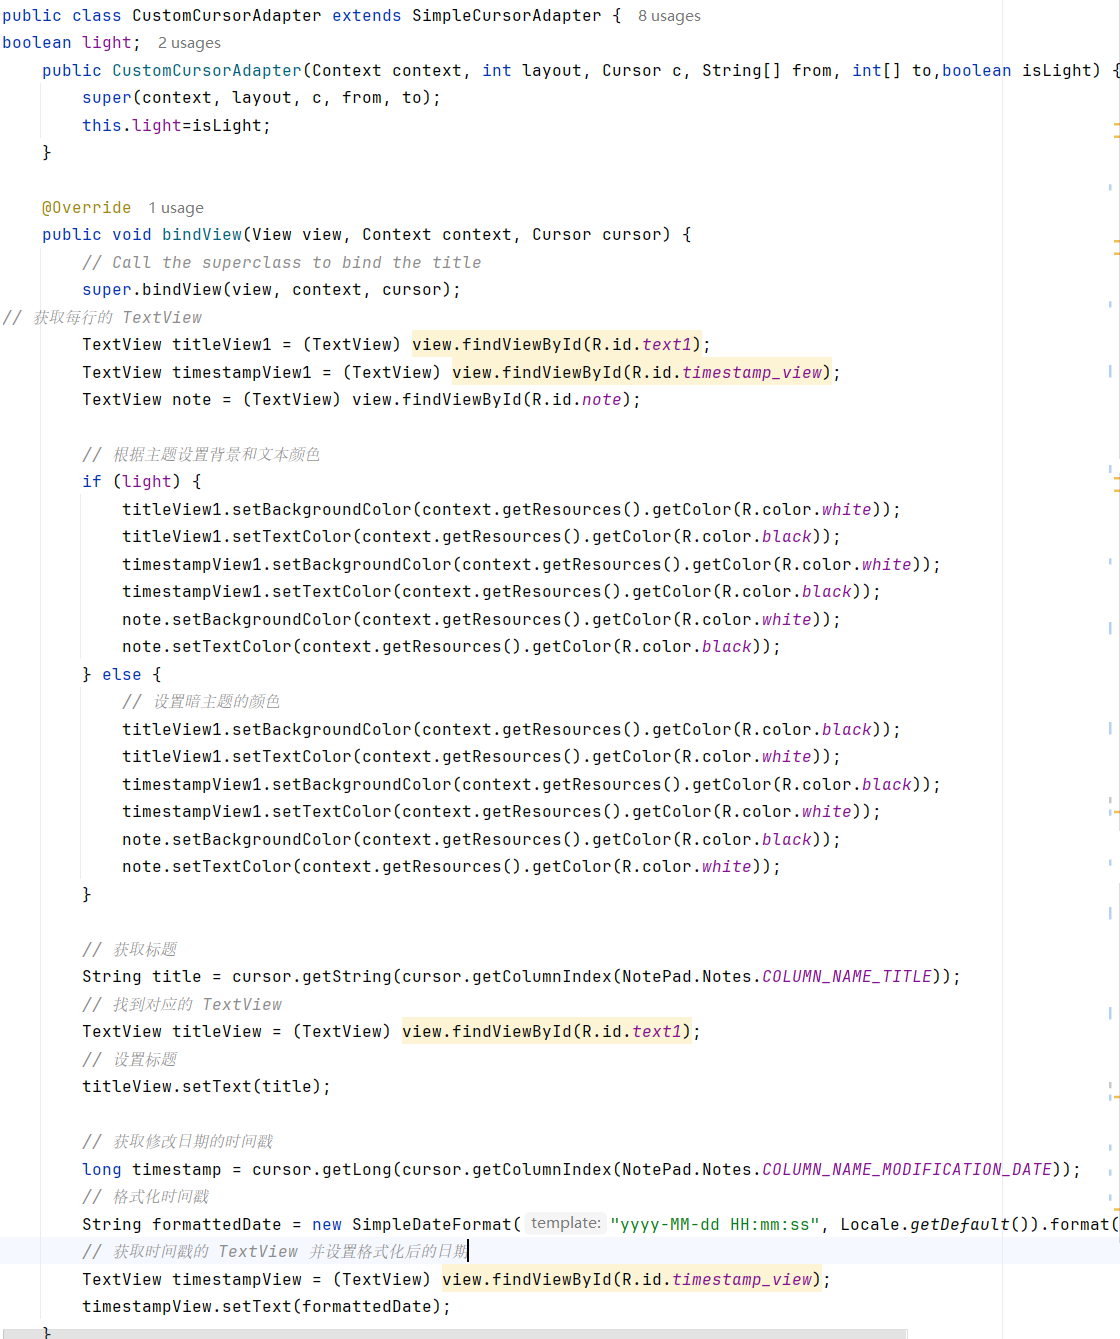 public class CustomCursorAdapter extends SimpleCursorAdapter {  8 usages
boolean light;  2 usages
    public CustomCursorAdapter(Context context, int layout, Cursor c, String[] from, int[] to,boolean isLight) {
        super(context, layout, c, from, to);
        this.light=isLight;
    }

    @Override  1 usage
    public void bindView(View view, Context context, Cursor cursor) {
        // Call the superclass to bind the title
        super.bindView(view, context, cursor);
// 获取每行的 TextView
        TextView titleView1 = (TextView) view.findViewById(R.id.text1);
        TextView timestampView1 = (TextView) view.findViewById(R.id.timestamp_view);
        TextView note = (TextView) view.findViewById(R.id.note);

        // 根据主题设置背景和文本颜色
        if (light) {
            titleView1.setBackgroundColor(context.getResources().getColor(R.color.white));
            titleView1.setTextColor(context.getResources().getColor(R.color.black));
            timestampView1.setBackgroundColor(context.getResources().getColor(R.color.white));
            timestampView1.setTextColor(context.getResources().getColor(R.color.black));
            note.setBackgroundColor(context.getResources().getColor(R.color.white));
            note.setTextColor(context.getResources().getColor(R.color.black));
        } else {
            // 设置暗主题的颜色
            titleView1.setBackgroundColor(context.getResources().getColor(R.color.black));
            titleView1.setTextColor(context.getResources().getColor(R.color.white));
            timestampView1.setBackgroundColor(context.getResources().getColor(R.color.black));
            timestampView1.setTextColor(context.getResources().getColor(R.color.white));
            note.setBackgroundColor(context.getResources().getColor(R.color.black));
            note.setTextColor(context.getResources().getColor(R.color.white));
        }

        // 获取标题
        String title = cursor.getString(cursor.getColumnIndex(NotePad.Notes.COLUMN_NAME_TITLE));
        // 找到对应的 TextView
        TextView titleView = (TextView) view.findViewById(R.id.text1);
        // 设置标题
        titleView.setText(title);

        // 获取修改日期的时间戳
        long timestamp = cursor.getLong(cursor.getColumnIndex(NotePad.Notes.COLUMN_NAME_MODIFICATION_DATE));
        // 格式化时间戳
        String formattedDate = new SimpleDateFormat( template: "yyyy-MM-dd HH:mm:ss", Locale.getDefault()).format(
        // 获取时间戳的 TextView 并设置格式化后的日期
        TextView timestampView = (TextView) view.findViewById(R.id.timestamp_view);
        timestampView.setText(formattedDate);
    }